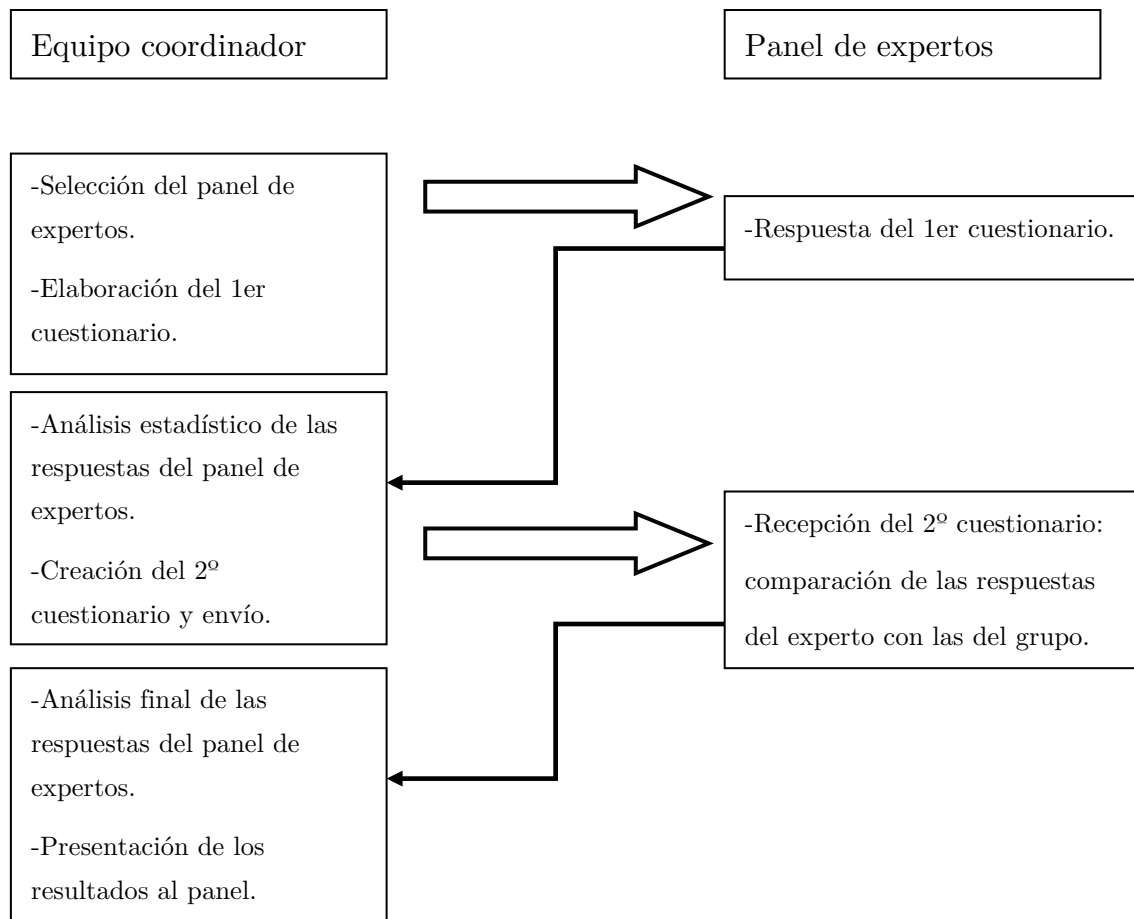 Equipo coordinador
Panel de expertos
-Selección del panel de
expertos.
-Elaboración del 1er
cuestionario.
-Respuesta del 1er cuestionario.
-Análisis estadístico de las
respuestas del panel de
expertos.
-Creación del 2º
cuestionario y envío.
-Recepción del 2º cuestionario:
comparación de las respuestas
del experto con las del grupo.
-Análisis final de las
respuestas del panel de
expertos.
-Presentación de los
resultados al panel.